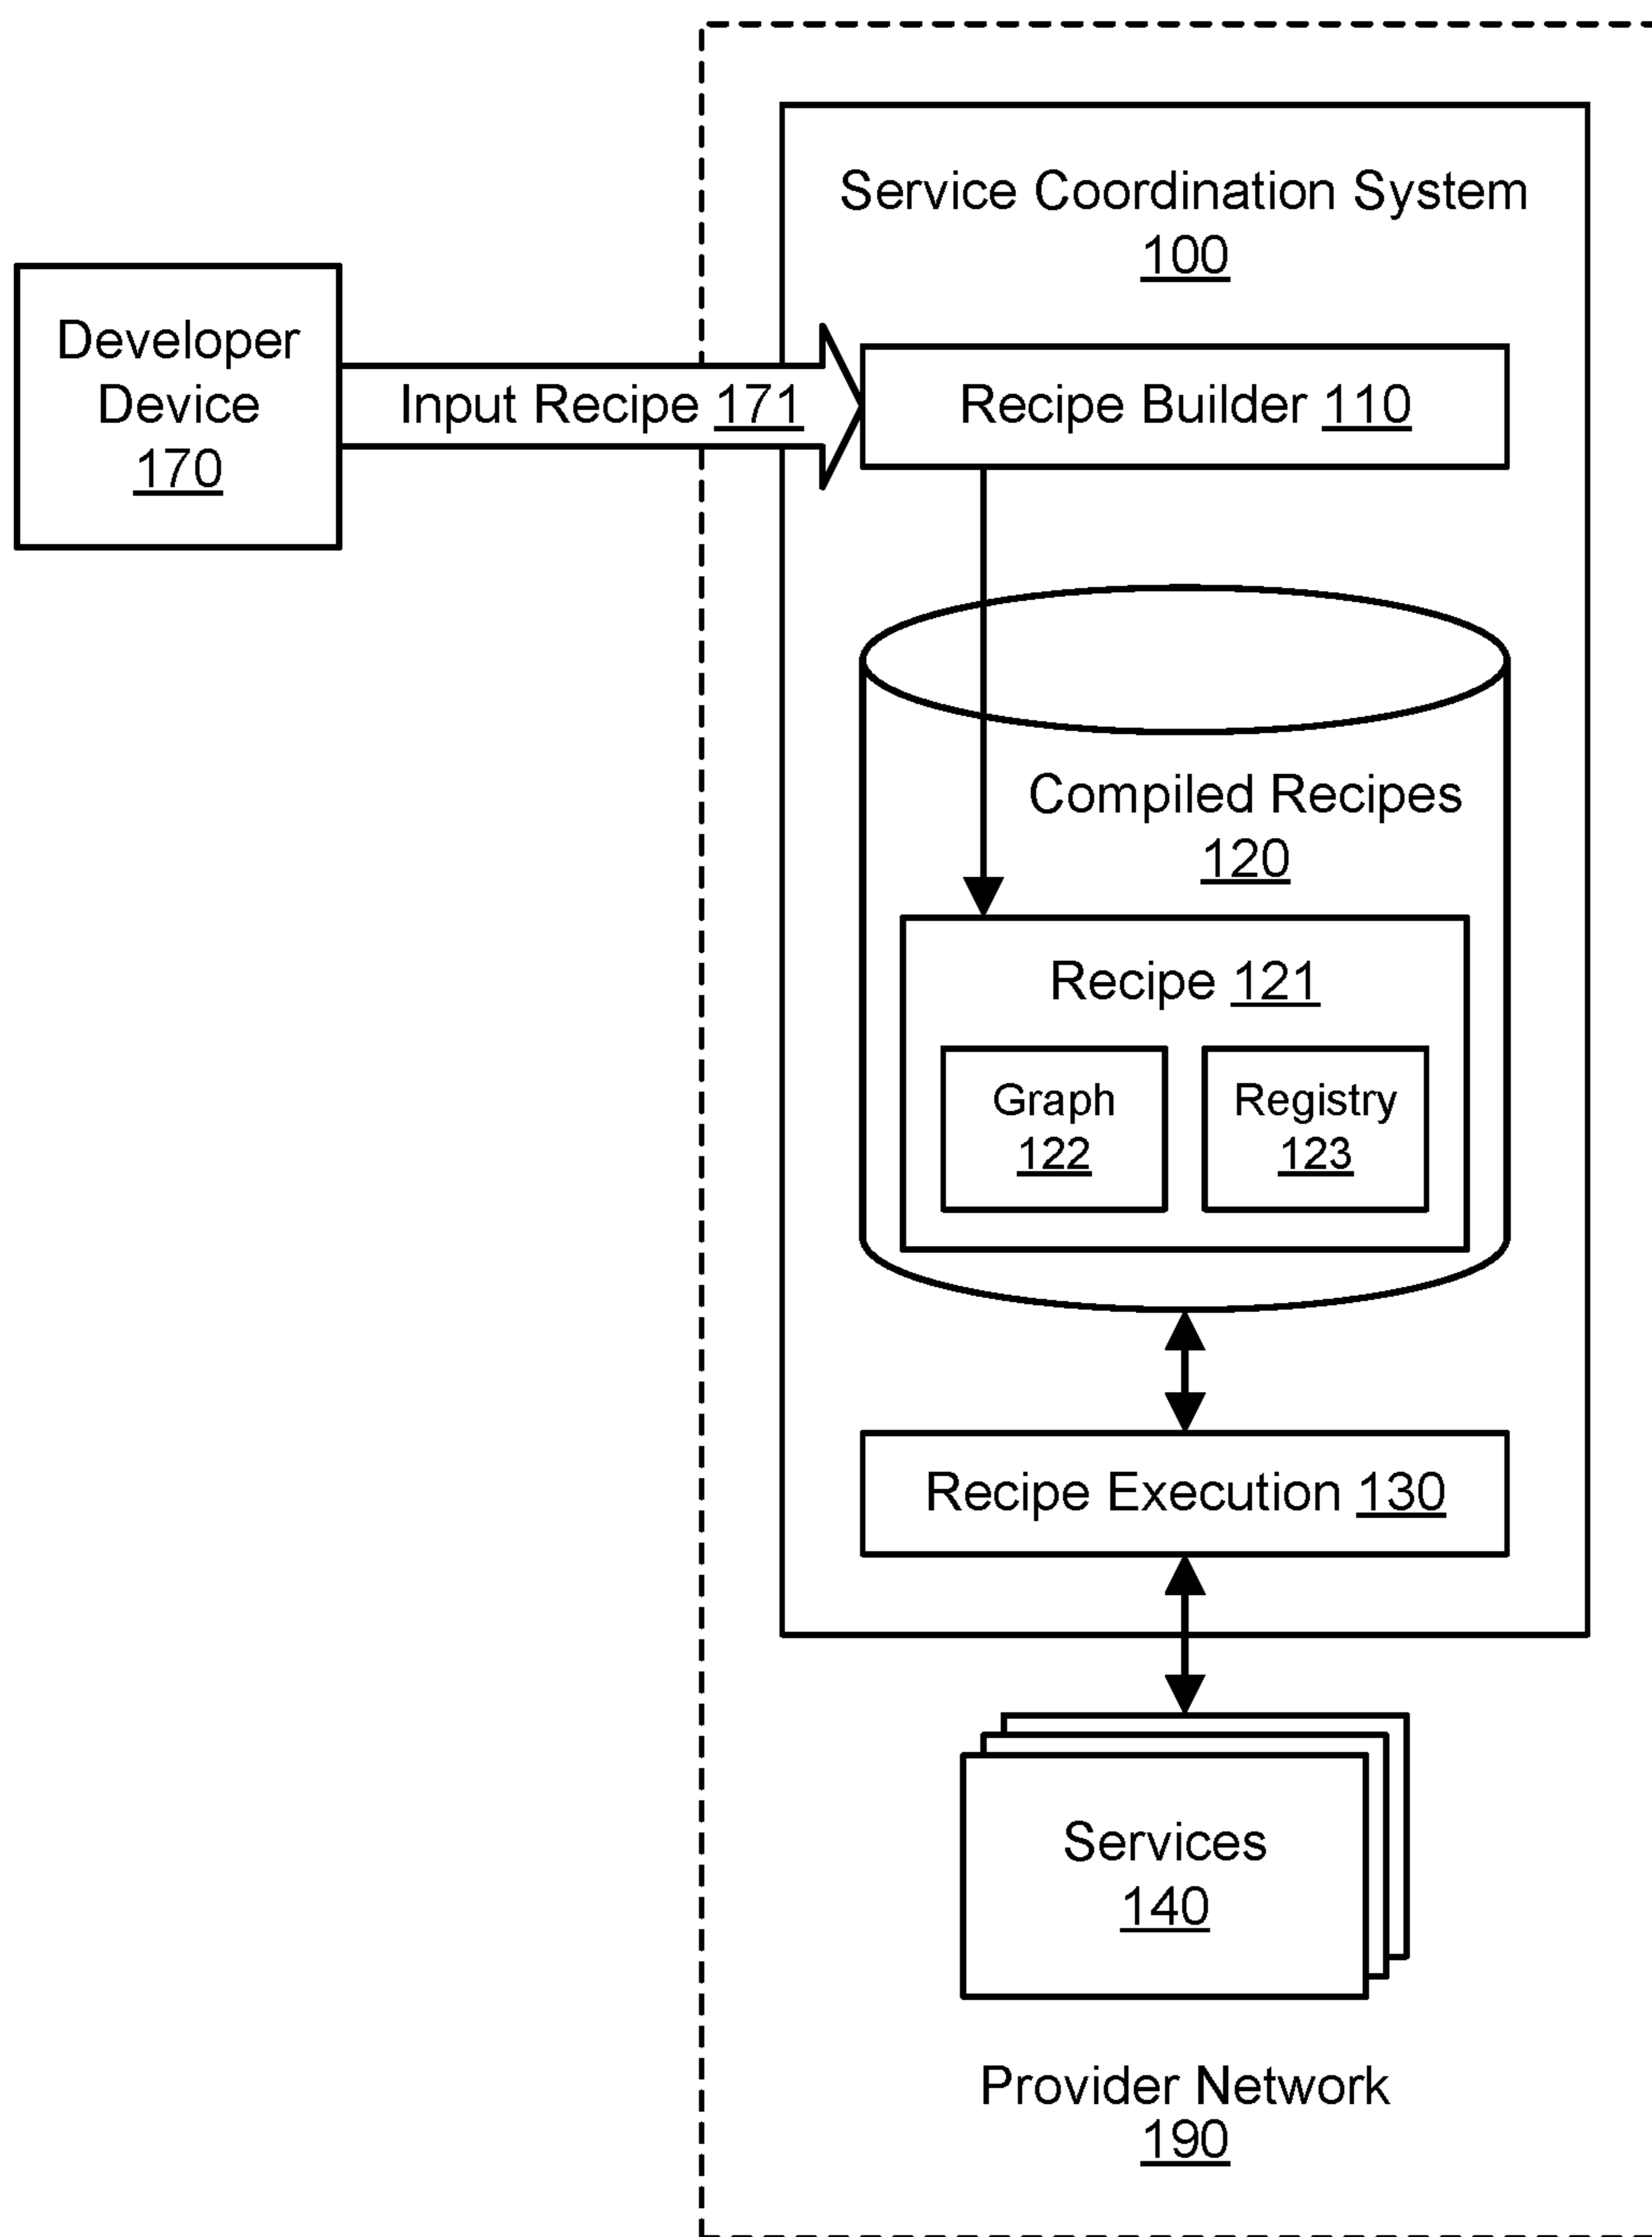 Service Coordination System
100
Developer
Device
170
Input Recipe 171
Recipe Builder 110
Compiled Recipes
120
Recipe 121
Graph
122
Registry
123
Recipe Execution 130
Services
140
Provider Network
190